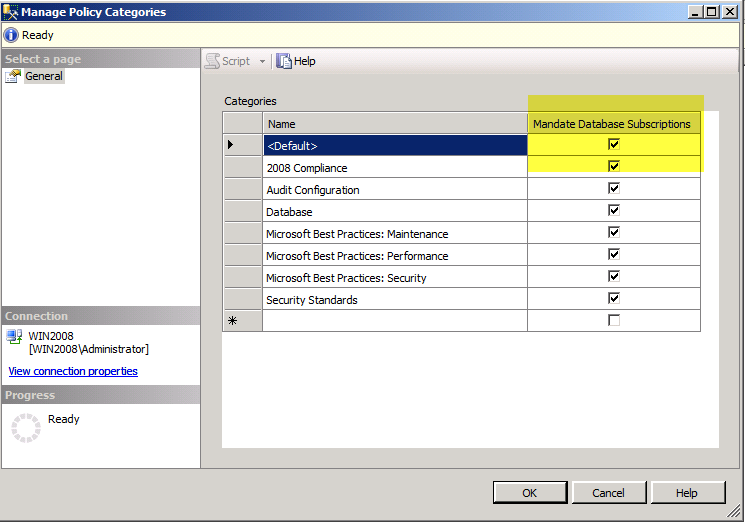 Manage Policy Categories
Ready
Select a page
General
Script
Help
Categories
Name Mandate Database Subscriptions
<Default>
2008 Compliance
Audit Configuration
Database
Microsoft Best Practices: Maintenance
Microsoft Best Practices: Performance
Microsoft Best Practices: Security
Security Standards
Connection
WIN2008
[WIN2008\Administrator]
View connection properties
Progress
Ready
OK Cancel Help